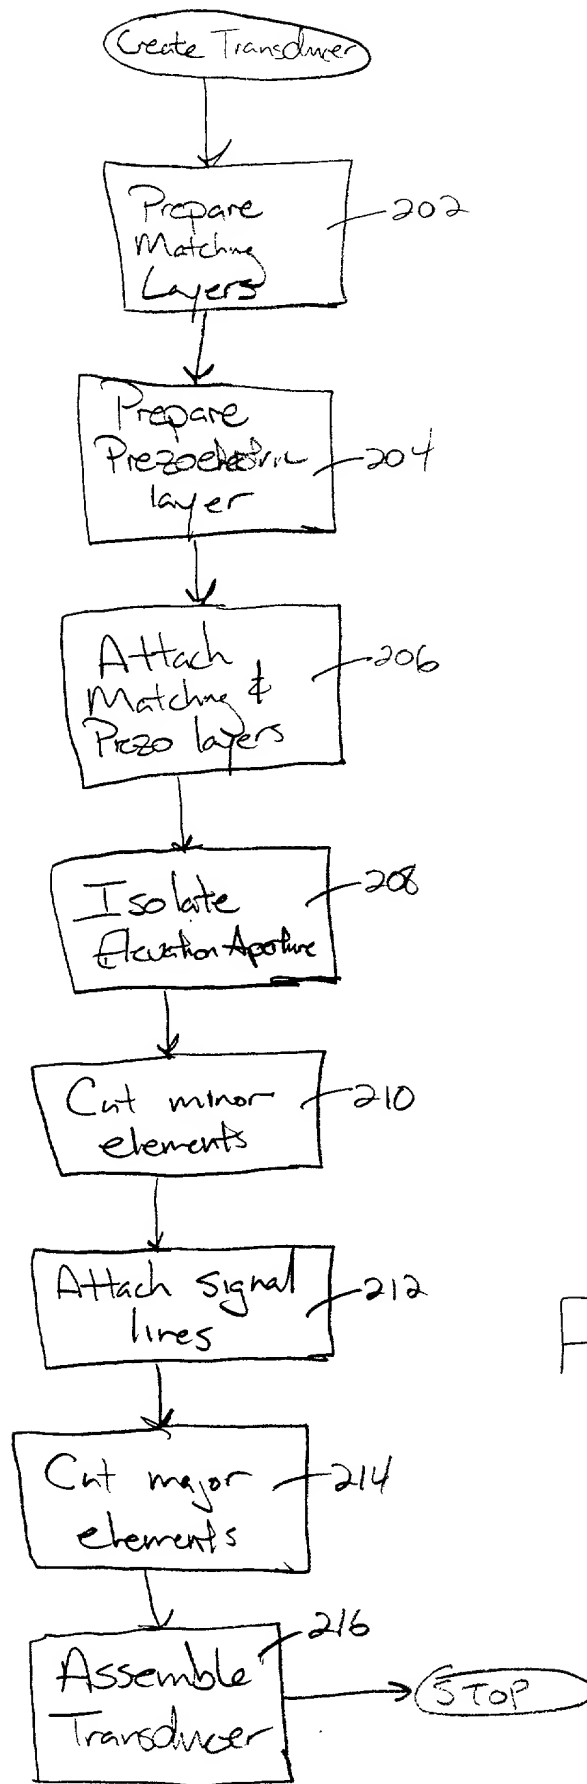 Create Transducer
Prepare
Matching
Layers
202
Prepare
Piezoelectric
layer
204
Attach
Matching &
Piezo layers
206
Isolate
Elevation Aperture
208
Cut minor
elements
210
Attach signal
lines
212
F
Cut major
elements
214
Assemble
Transducer
216
STOP